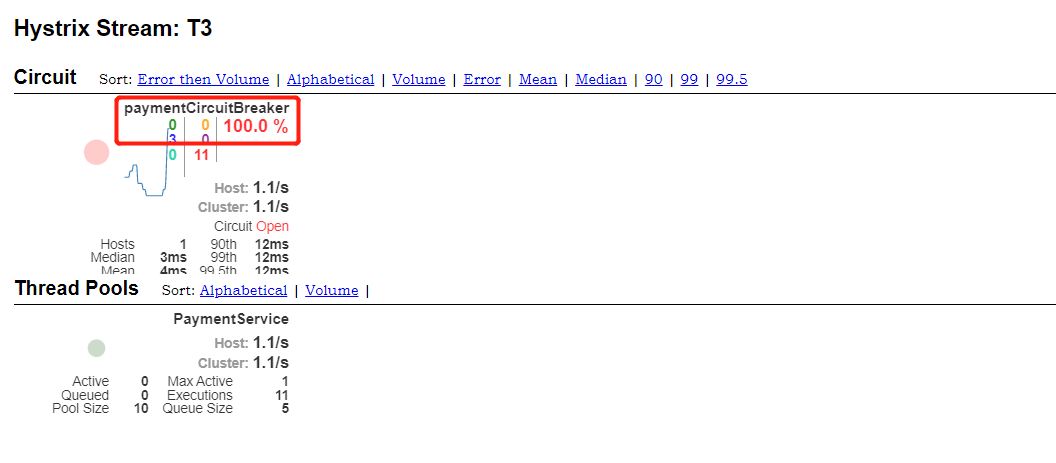 Hystrix Stream: T3
Circuit Sort: Error then Volume | Alphabetical | Volume | Error | Mean | Median | 90 | 99 | 99.5
paymentCircuitBreaker
0 0 100.0 %
3 0
0 11
Host: 1.1/s
Cluster: 1.1/s
Circuit Open
Hosts 1 90th 12ms
Median 3ms 99th 12ms
Mean 4ms 99.5th 12ms
Thread Pools Sort: Alphabetical | Volume |
PaymentService
Host: 1.1/s
Cluster: 1.1/s
Active 0 Max Active 1
Queued 0 Executions 11
Pool Size 10 Queue Size 5